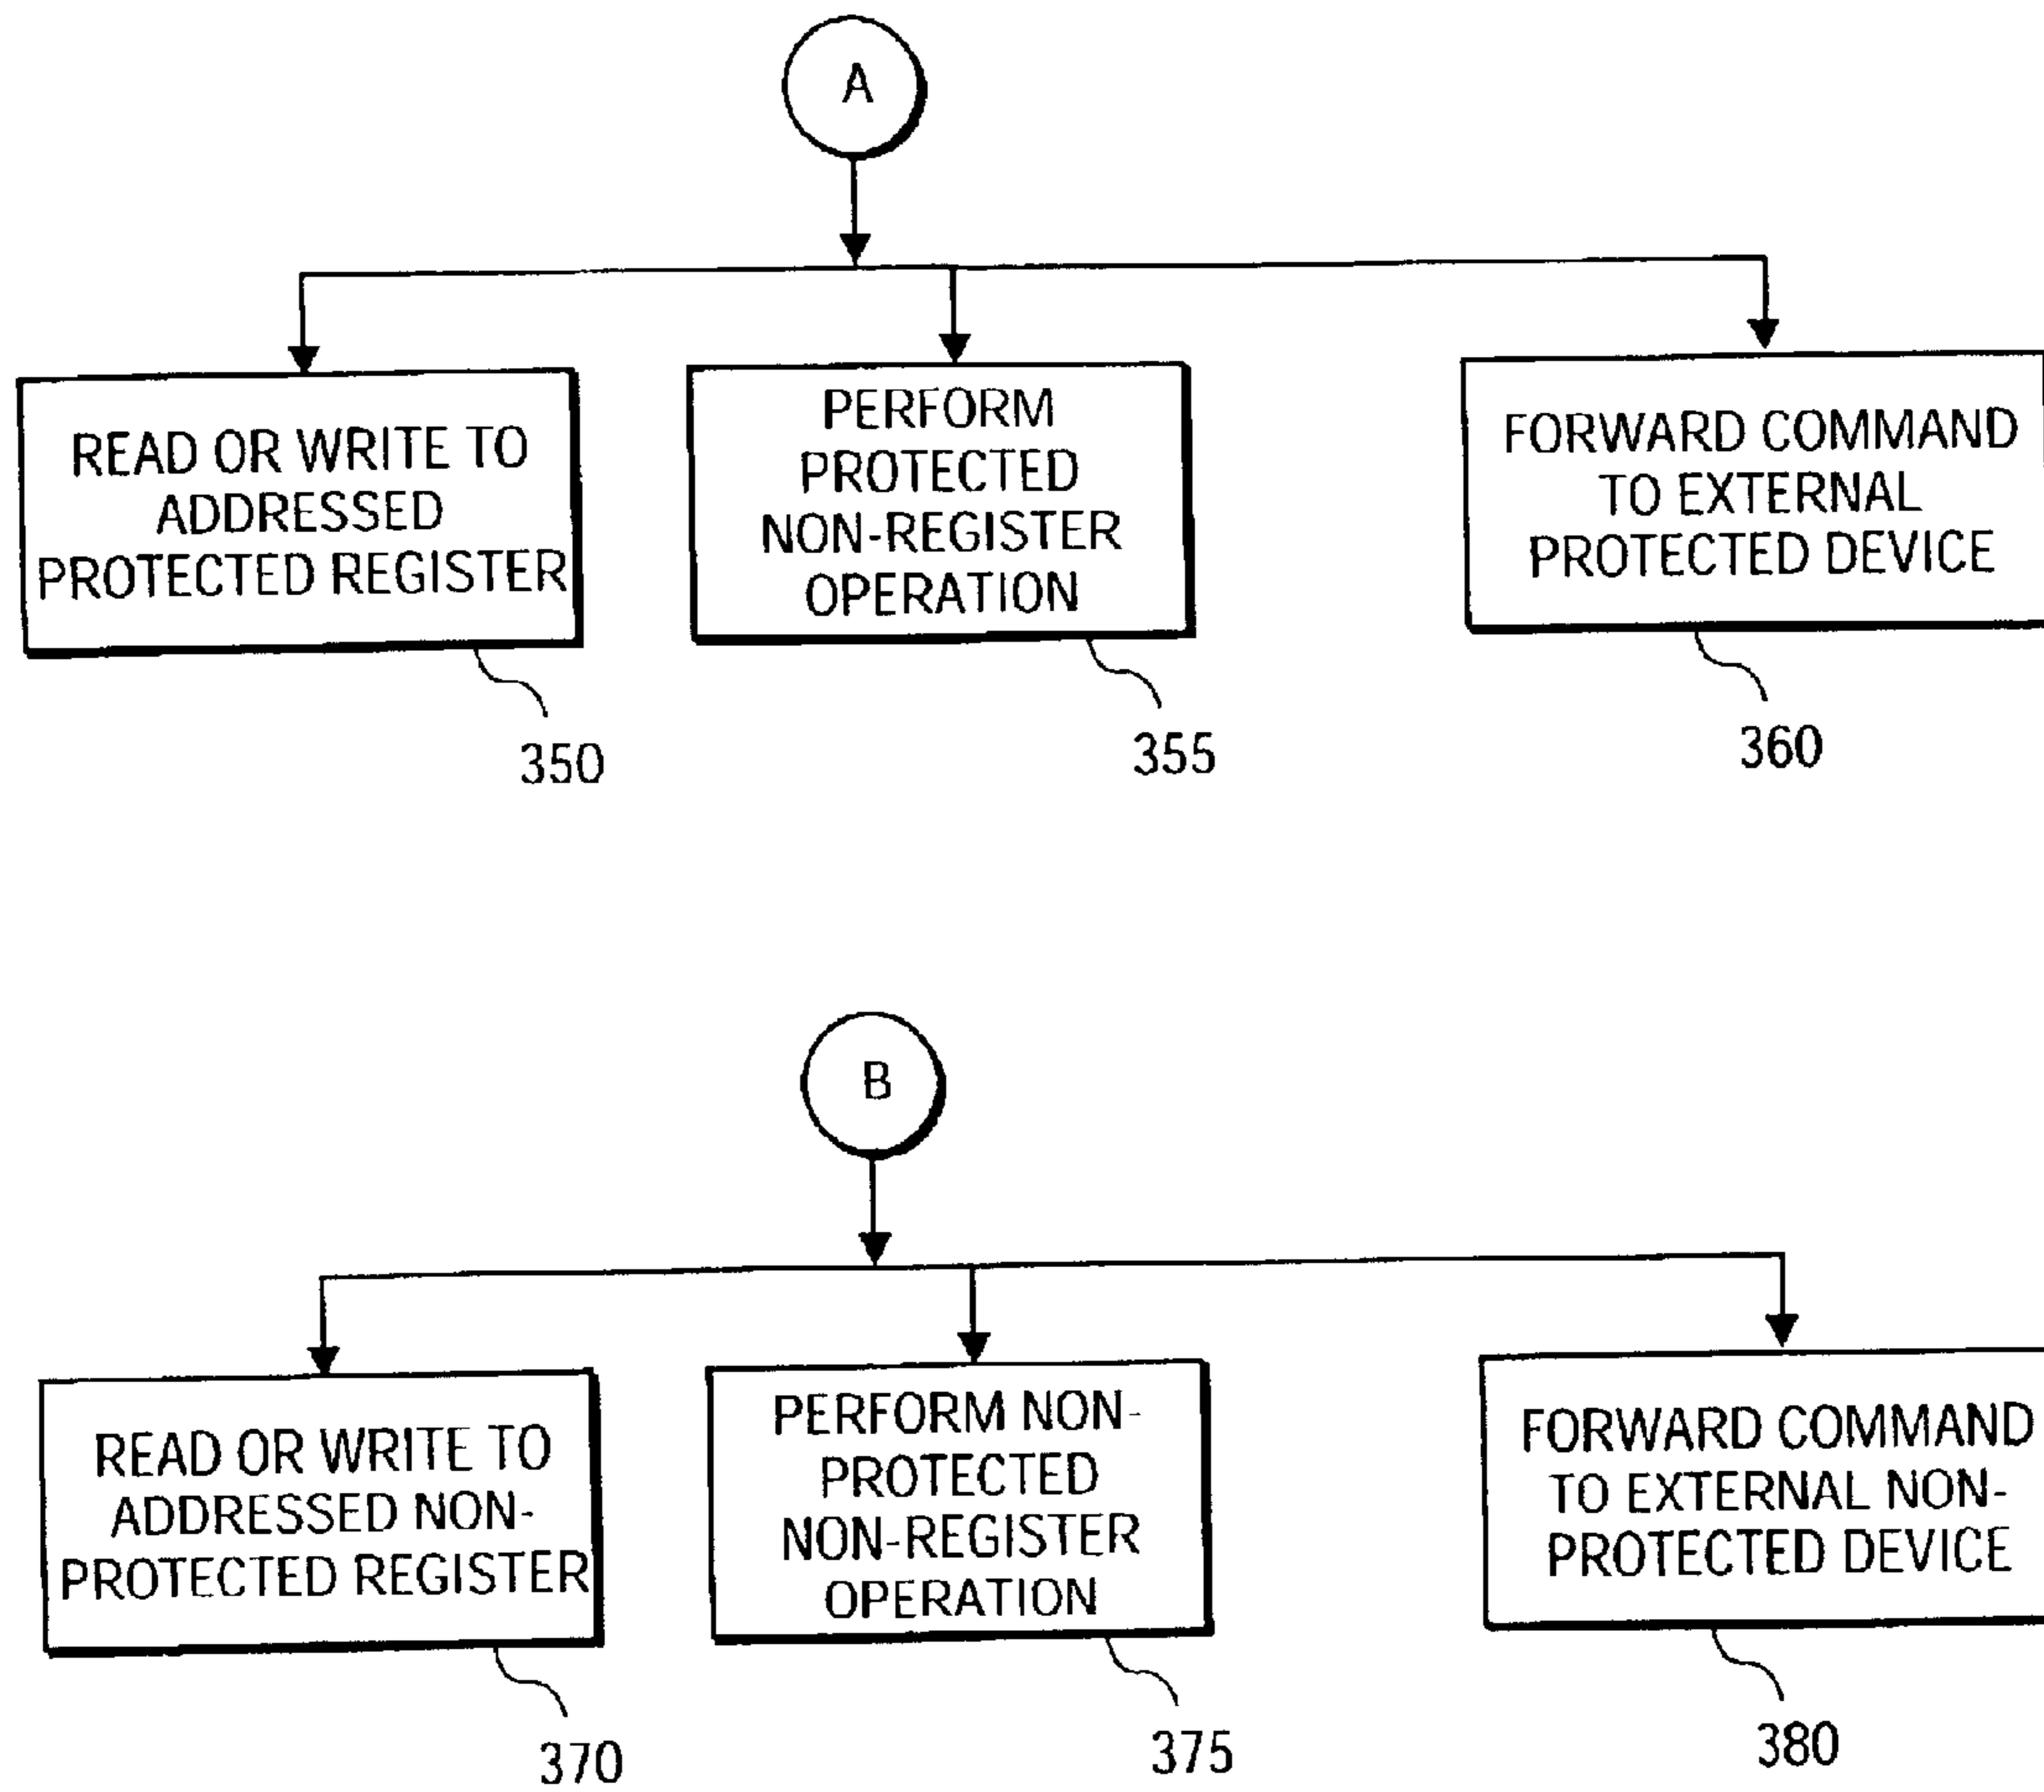 A
READ OR WRITE TO
ADDRESSED
PROTECTED REGISTER
350
PERFORM
PROTECTED
NON-REGISTER
OPERATION
355
FORWARD COMMAND
TO EXTERNAL
PROTECTED DEVICE
360
B
READ OR WRITE TO
ADDRESSED NON-
PROTECTED REGISTER
370
PERFORM NON-
PROTECTED
NON-REGISTER
OPERATION
375
FORWARD COMMAND
TO EXTERNAL NON-
PROTECTED DEVICE
380